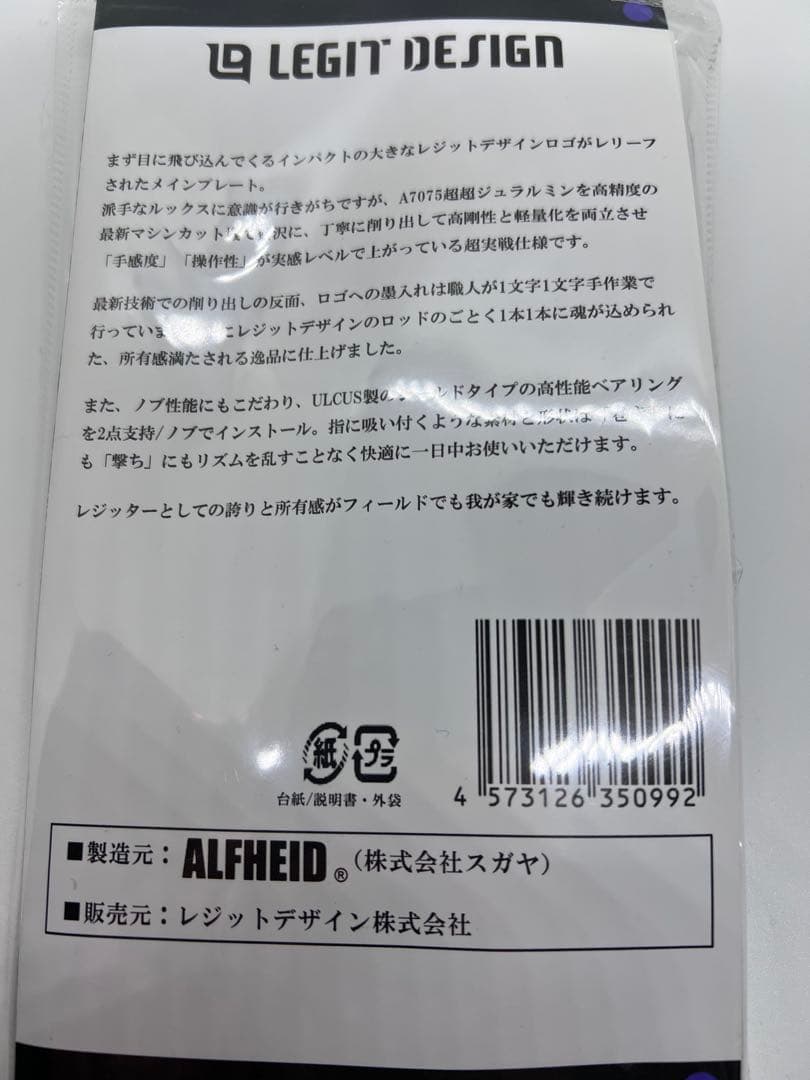 LEGIT DESIGN
まず目に飛び込んでくるインパクトの大きなレジットデザインロゴがレリーフ
されたメインプレート。
派手なルックスに意識が行きがちですが、A7075超超ジュラルミンを高精度の
最新マシンカット 沢に、丁寧に削り出して高剛性と軽量化を両立させ
「手感度」「操作性」が実感レベルで上がっている超実戦仕様です。
最新技術での削り出しの反面、ロゴへの墨入れは職人が1文字1文字手作業で
行っていま にレジットデザインのロッドのごとく1本1本に魂が込められ
た、所有感満たされる逸品に仕上げました。
また、ノブ性能にもこだわり、ULCUS製の ルドタイプの高性能ベアリング
を2点支持/ノブでインストール。指に吸い付くような素材と形状は に
も「撃ち」にもリズムを乱すことなく快適に一日中お使いいただけます。
レジッターとしての誇りと所有感がフィールドでも我が家でも輝き続けます。
紙 プラ
台紙/説明書・外袋
4 573126 350992
■製造元：ALFHEID®（株式会社スガヤ）
■販売元：レジットデザイン株式会社